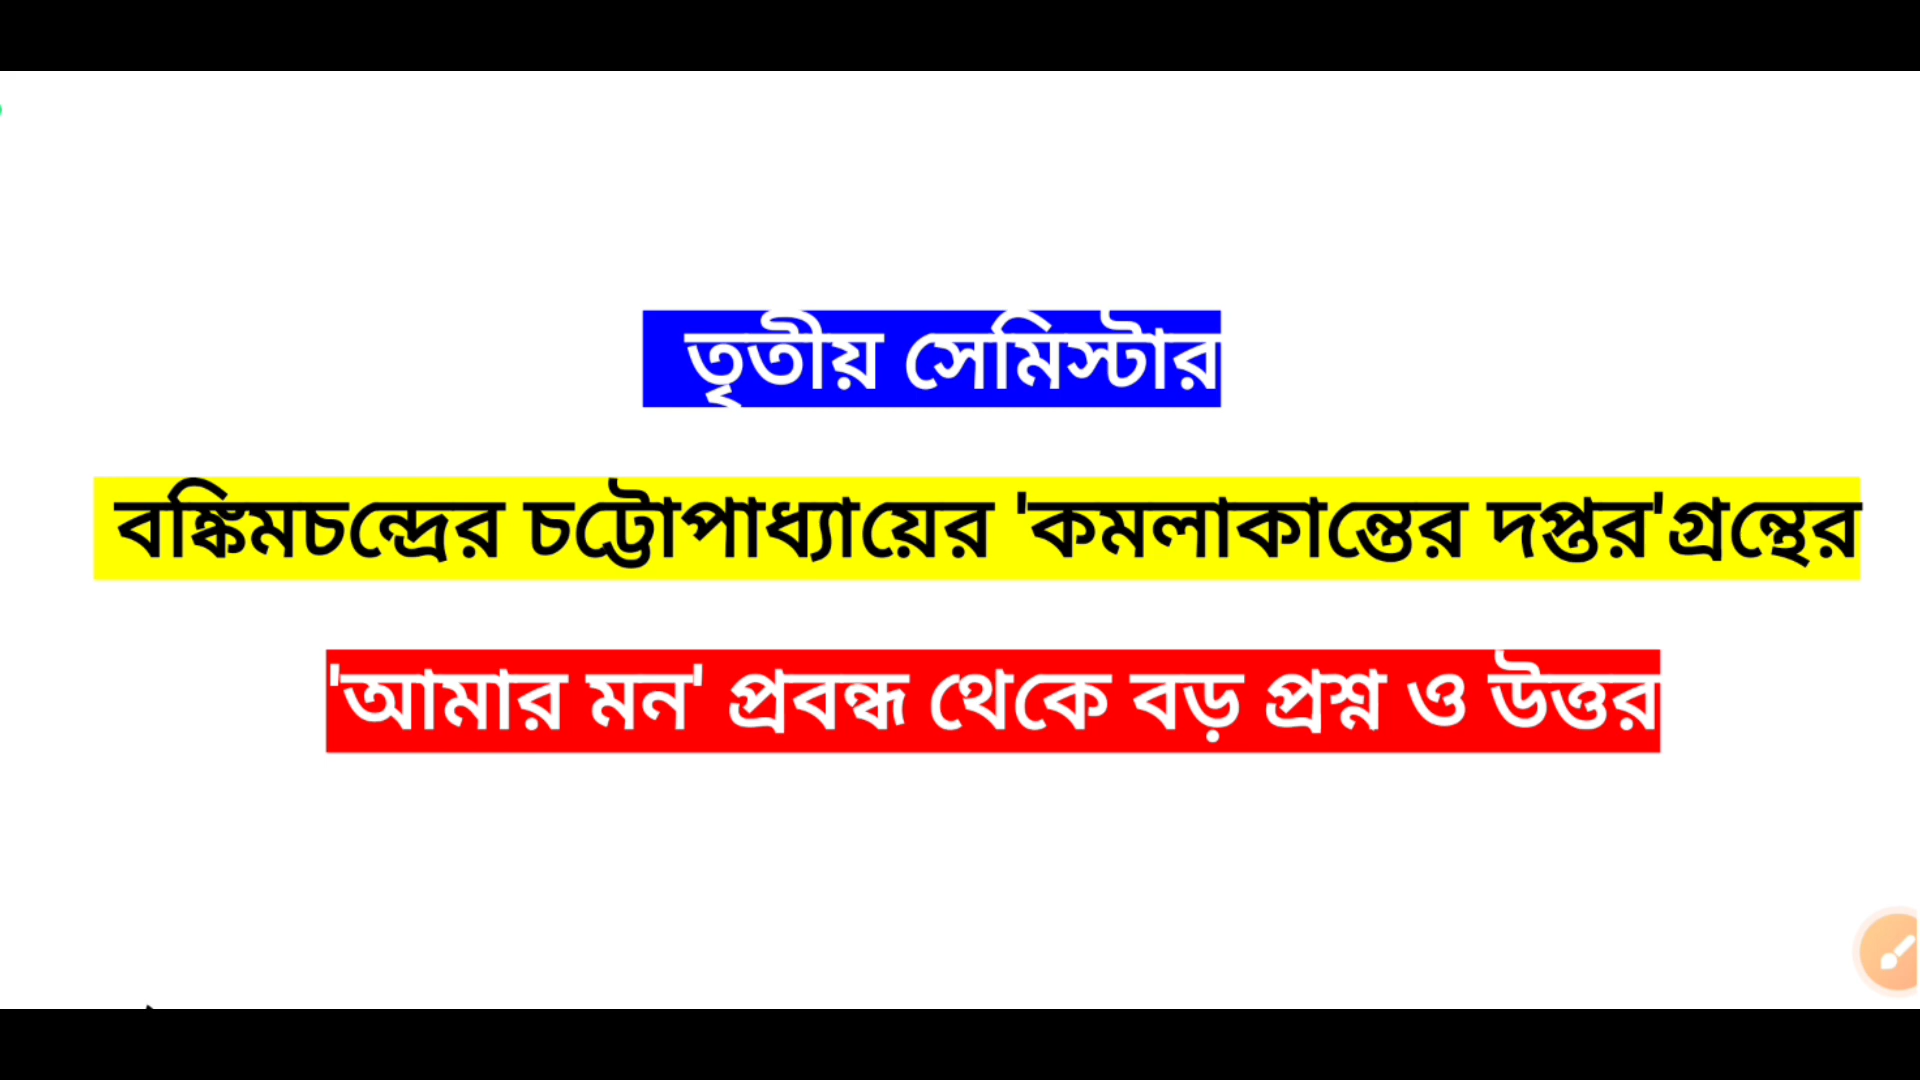 তৃতীয় সেমিস্টার
বঙ্কিমচন্দ্রের চট্টোপাধ্যায়ের 'কমলাকান্তের দপ্তর'গ্রন্থের
'আমার মন' প্রবন্ধ থেকে বড় প্রশ্ন ও উত্তর